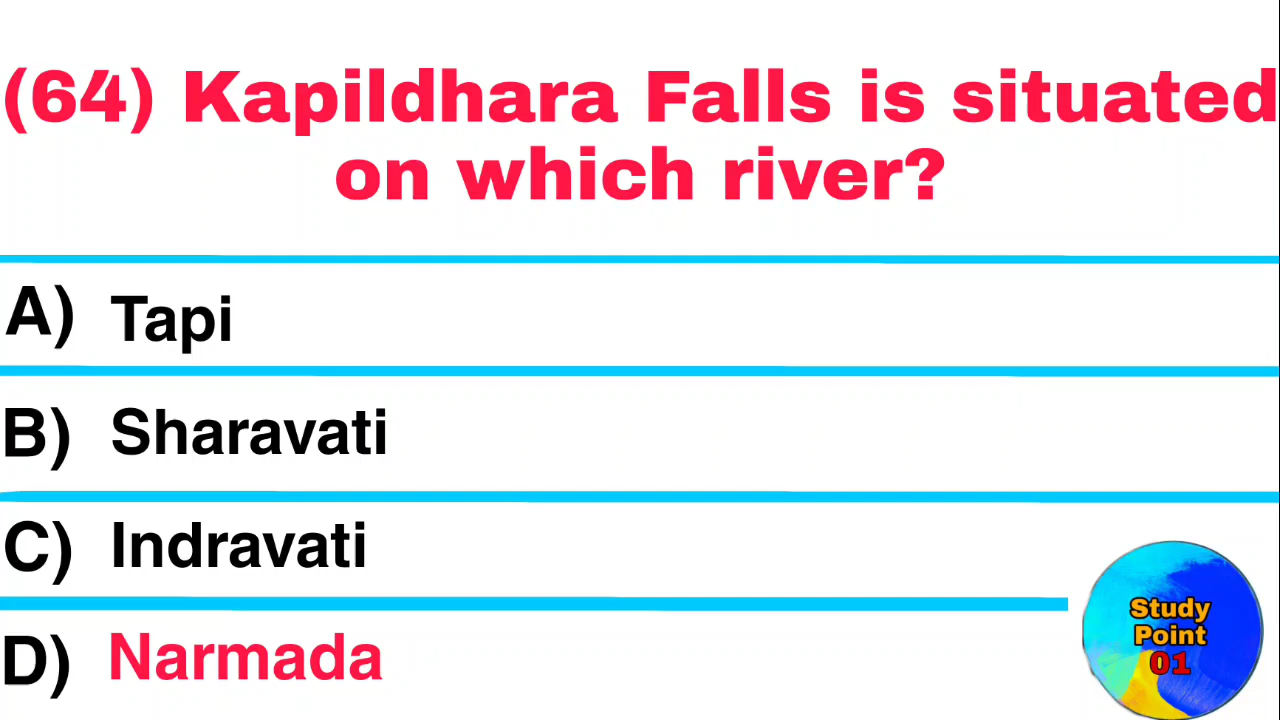 (64) Kapildhara Falls is situated
on which river?
A) Tapi
B) Sharavati
C) Indravati
D) Narmada
Study
Point
01